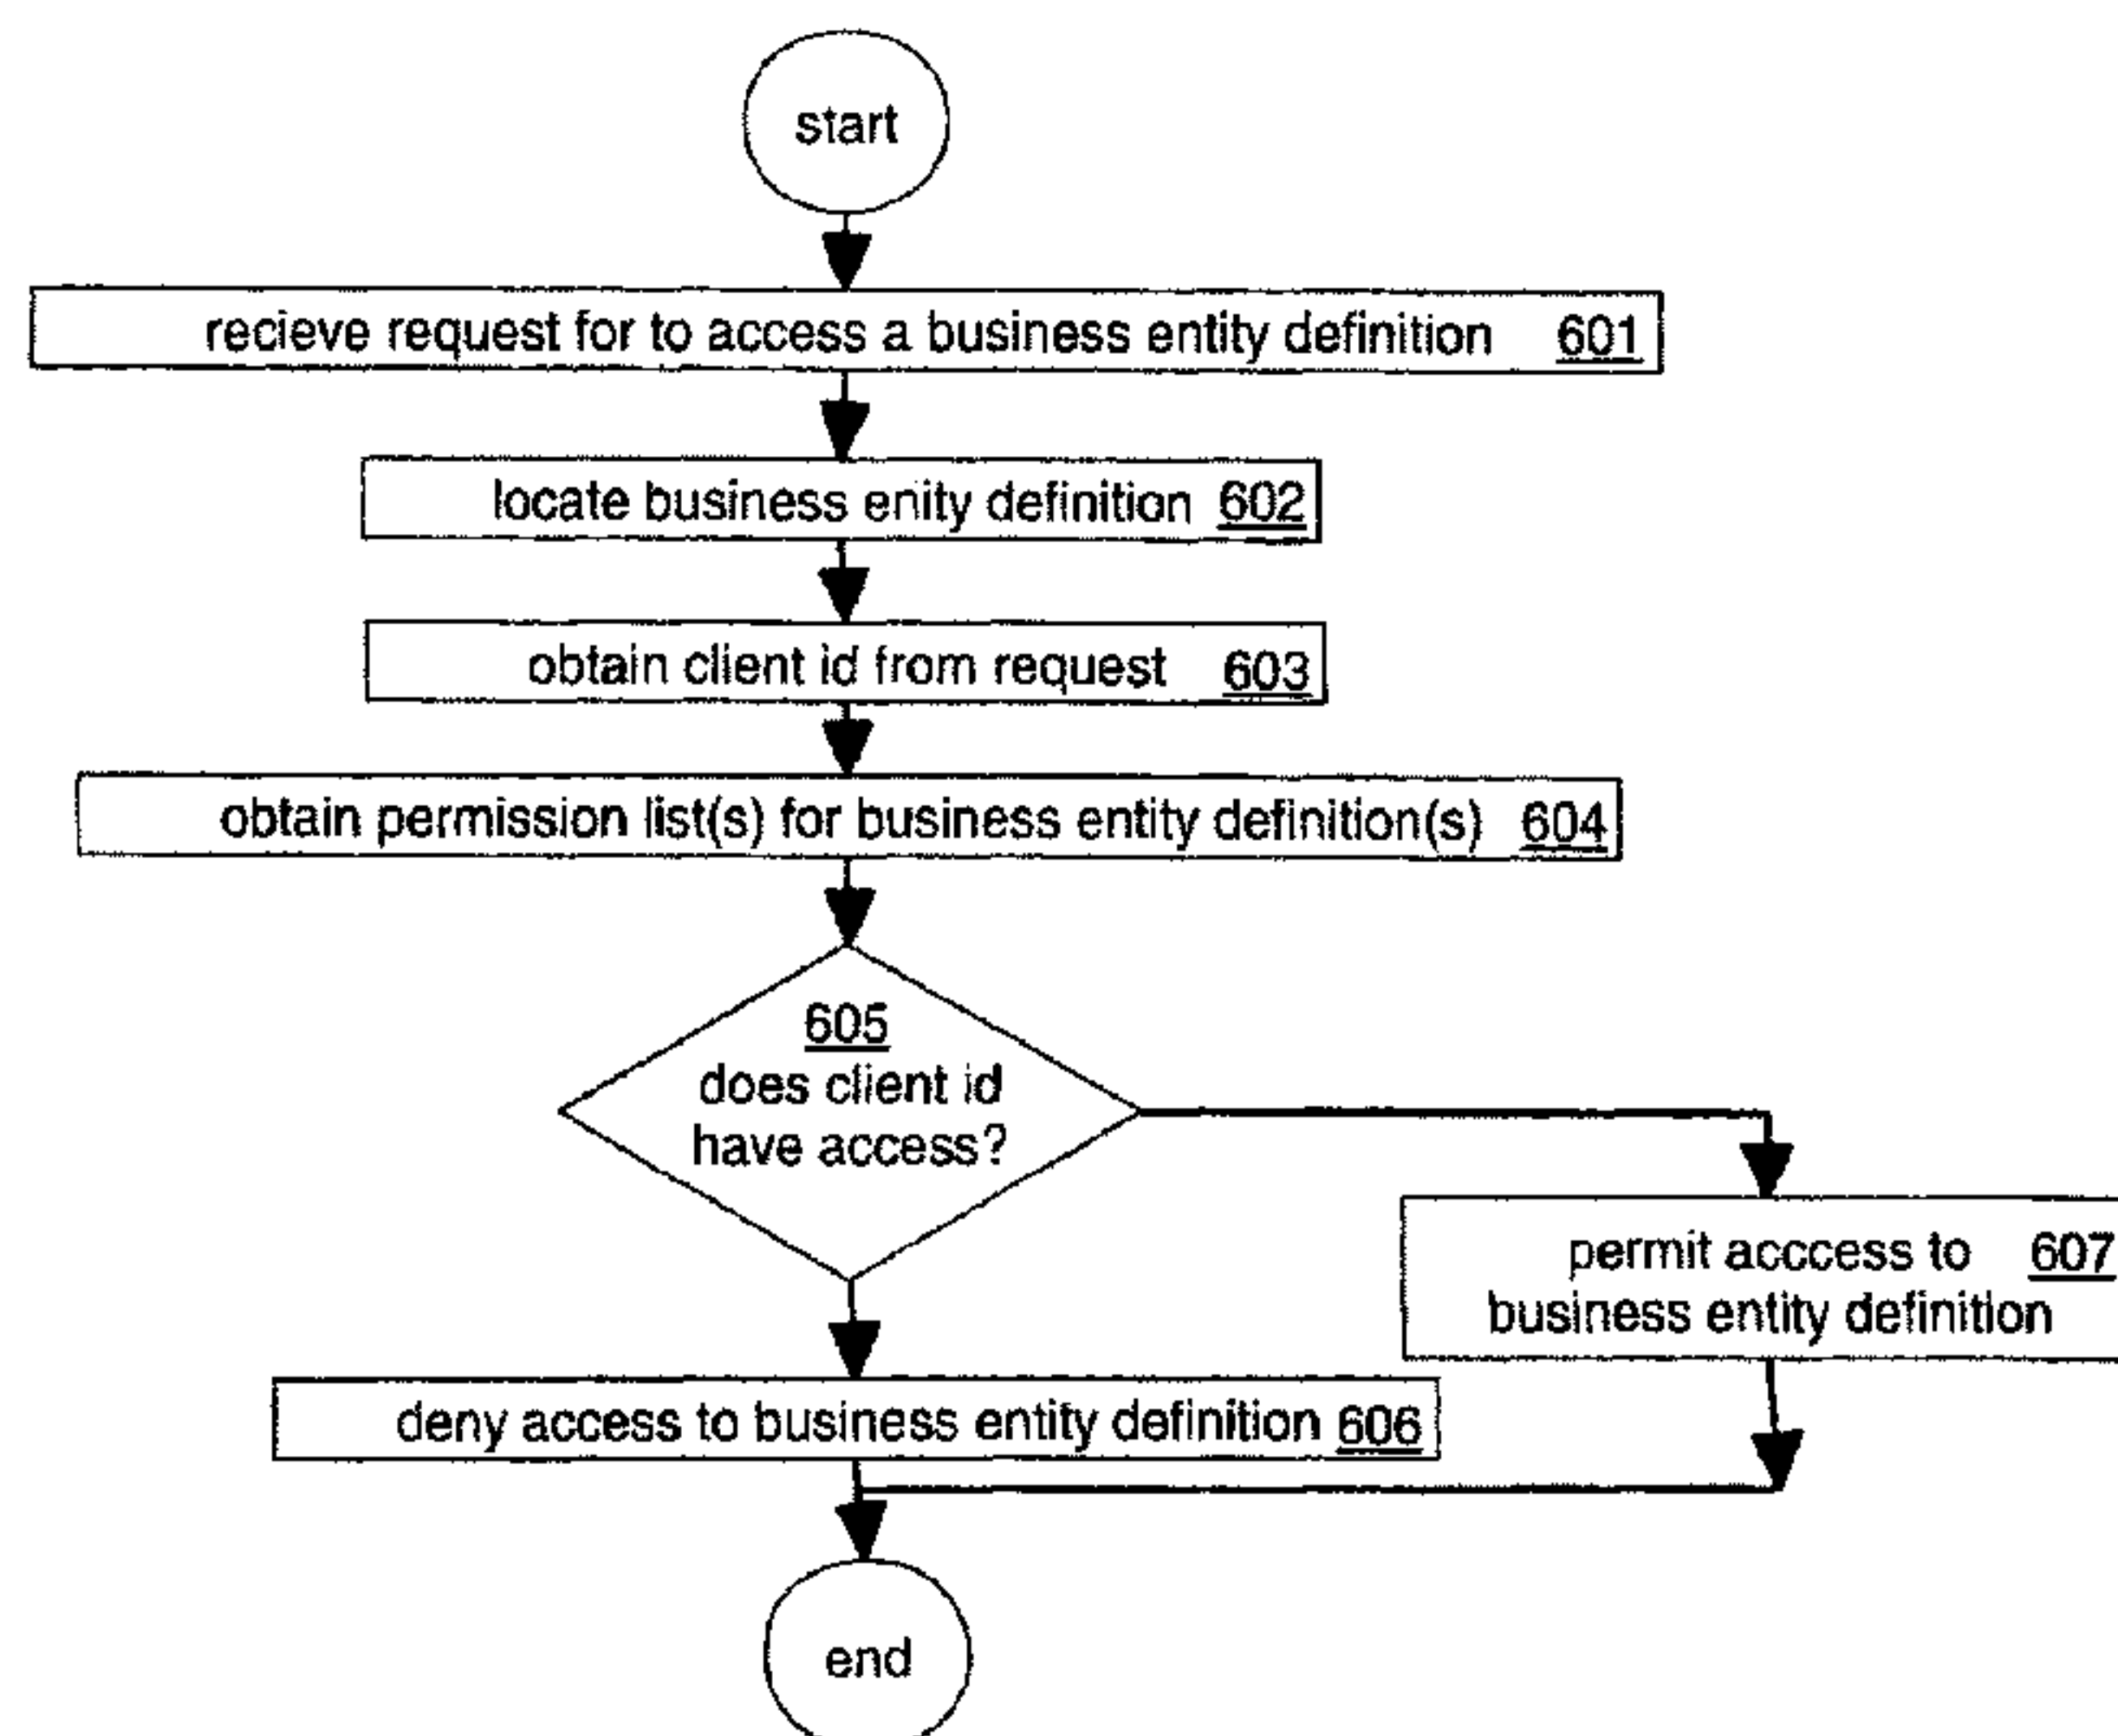 start
recieve request for to access a business entity definition 601
locate business enity definition 602
obtain client id from request 603
obtain permission list(s) for business entity definition(s) 604
605
does client id
have access?
permit acccess to 607
business entity definition
deny access to business entity definition 606
end